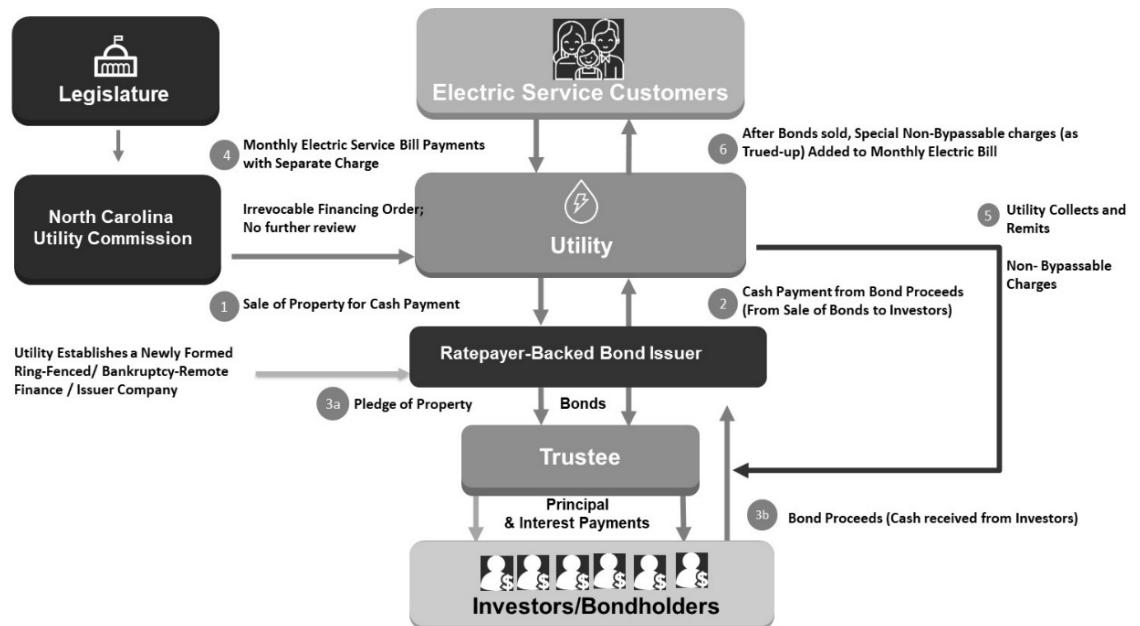 Legislature
Electric Service Customers
4
Monthly Electric Service Bill Payments
with Separate Charge
6
After Bonds sold, Special Non-Bypassable charges (as
Trued-up) Added to Monthly Electric Bill
North Carolina
Utility Commission
Irrevocable Financing Order;
No further review
Utility
5
Utility Collects and
Remits
Non- Bypassable
Charges
1
Sale of Property for Cash Payment
2
Cash Payment from Bond Proceeds
(From Sale of Bonds to Investors)
Utility Establishes a Newly Formed
Ring-Fenced/ Bankruptcy-Remote
Finance / Issuer Company
Ratepayer-Backed Bond Issuer
3a
Pledge of Property
Bonds
Trustee
Principal
& Interest Payments
3b
Bond Proceeds (Cash received from Investors)
$ $ $ $ $ $
Investors/Bondholders